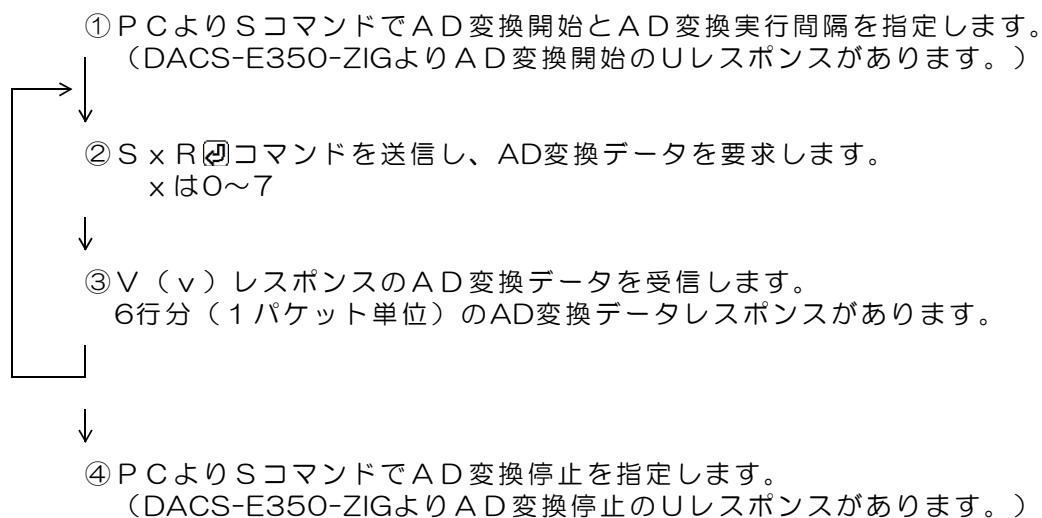 ①ＰＣよりＳコマンドでＡＤ変換開始とＡＤ変換実行間隔を指定します。
（DACS-E350-ZIGよりＡＤ変換開始のＵレスポンスがあります。）
②ＳｘＲ⏎コマンドを送信し、AD変換データを要求します。
ｘは０～７
③Ｖ（ｖ）レスポンスのＡＤ変換データを受信します。
6行分（１パケット単位）のAD変換データレスポンスがあります。
④ＰＣよりＳコマンドでＡＤ変換停止を指定します。
（DACS-E350-ZIGよりＡＤ変換停止のＵレスポンスがあります。）